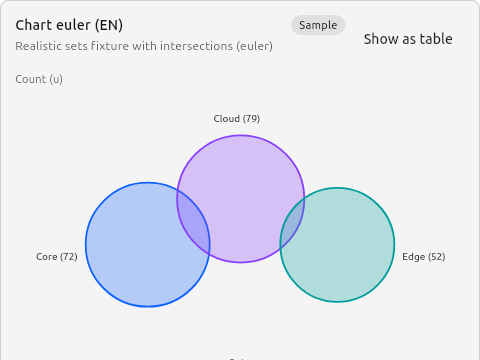 Chart euler (EN)
Sample
Show as table
Realistic sets fixture with intersections (euler)
Count (u)
Cloud (79)
Core (72)
Edge (52)